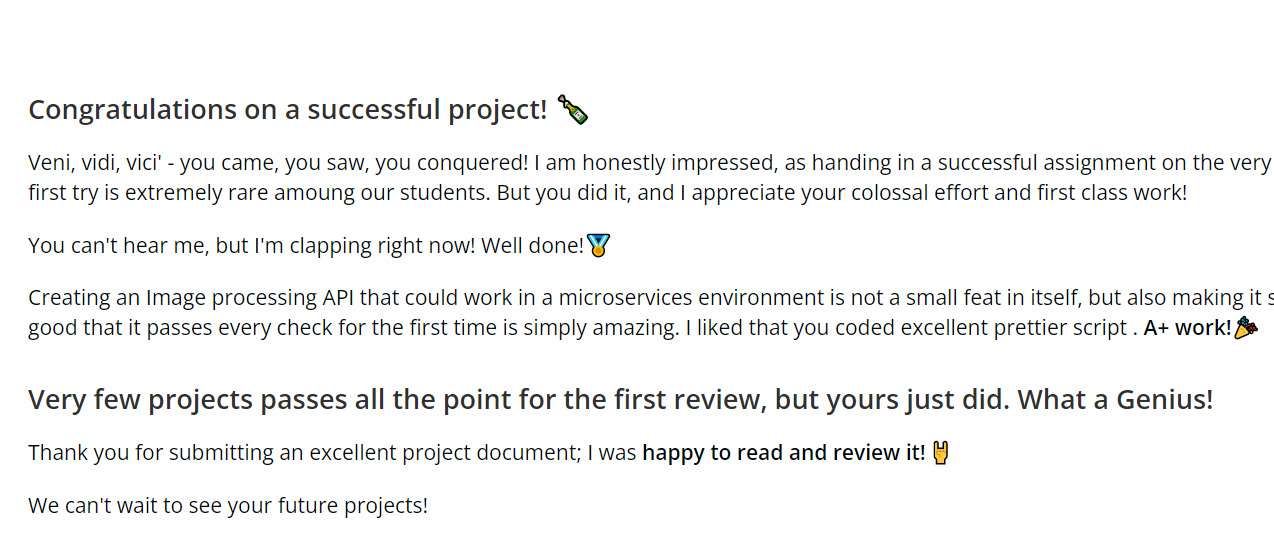 Congratulations on a successful project! 🍾
Veni, vidi, vici' - you came, you saw, you conquered! I am honestly impressed, as handing in a successful assignment on the very
first try is extremely rare amoung our students. But you did it, and I appreciate your colossal effort and first class work!
You can't hear me, but I'm clapping right now! Well done!🏅
Creating an Image processing API that could work in a microservices environment is not a small feat in itself, but also making it s
good that it passes every check for the first time is simply amazing. I liked that you coded excellent prettier script . A+ work!🎉
Very few projects passes all the point for the first review, but yours just did. What a Genius!
Thank you for submitting an excellent project document; I was happy to read and review it! 🤘
We can't wait to see your future projects!